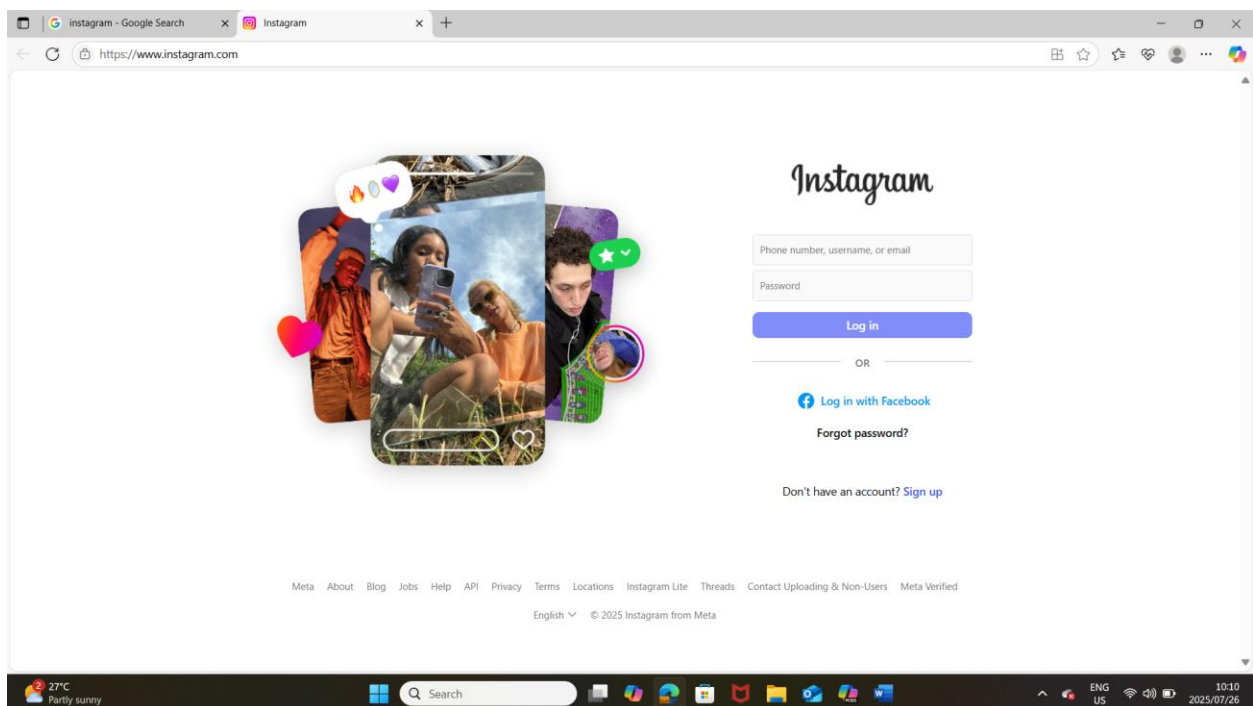 instagram - Google Search
Instagram
https://www.instagram.com
Instagram
Phone number, username, or email
Password
Log in
OR
Log in with Facebook
Forgot password?
Don't have an account? Sign up
Meta About Blog Jobs Help API Privacy Terms Locations Instagram Lite Threads Contact Uploading & Non-Users Meta Verified
English © 2025 Instagram from Meta
2
27°C
Partly sunny
Search
ENG
US
10:10
2025/07/26